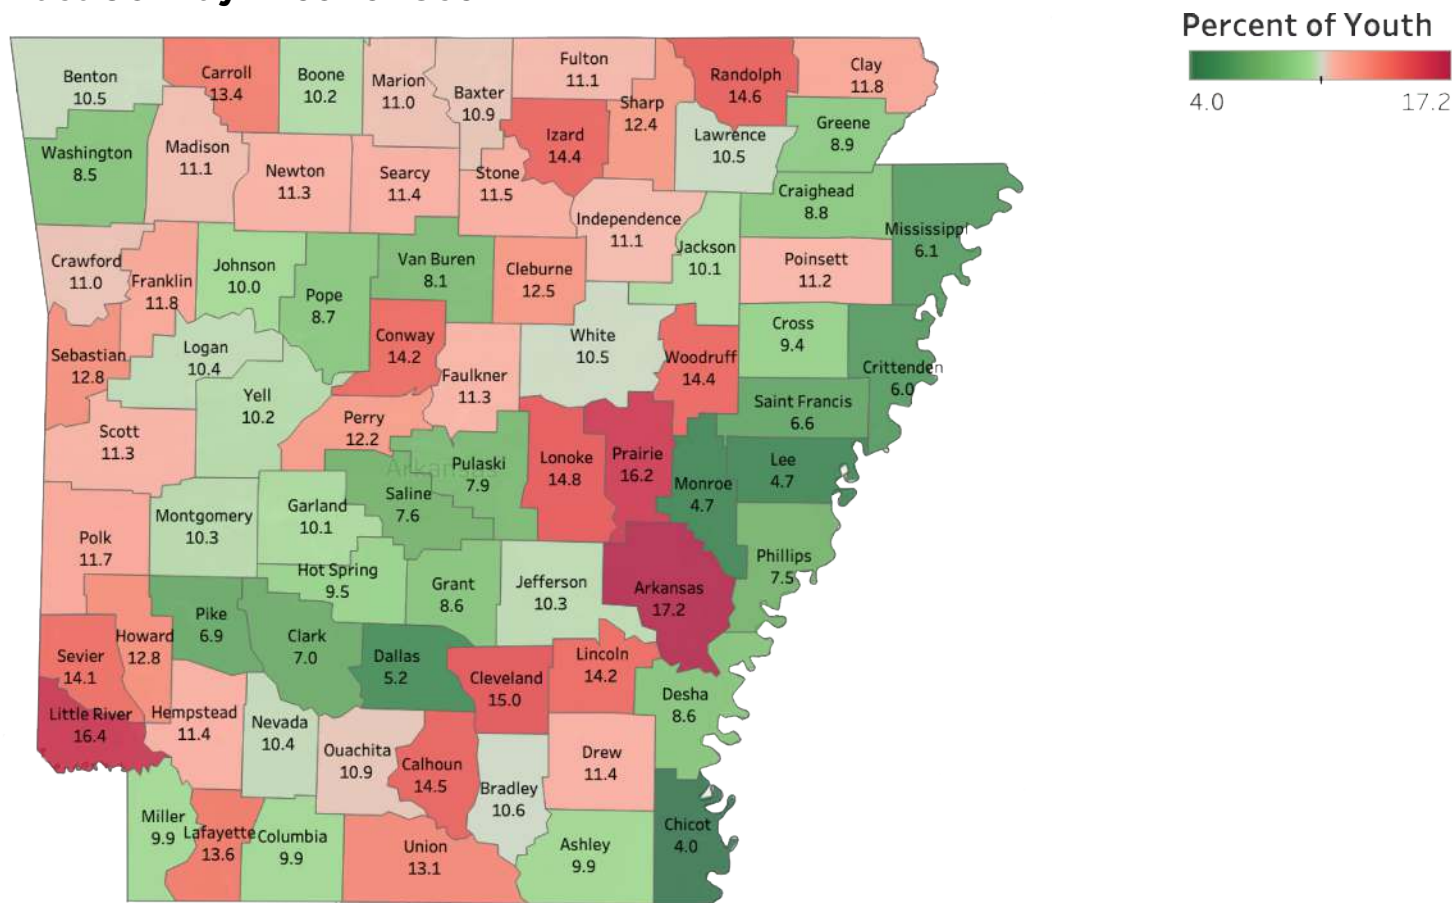 Percent of Youth
4.0 17.2
Benton
10.5
Carroll
13.4
Boone
10.2
Marion
11.0
Baxter
10.9
Fulton
11.1
Sharp
12.4
Randolph
14.6
Clay
11.8
Washington
8.5
Madison
11.1
Newton
11.3
Searcy
11.4
Stone
11.5
Izard
14.4
Lawrence
10.5
Greene
8.9
Independence
11.1
Craighead
8.8
Mississippi
6.1
Crawford
11.0
Franklin
11.8
Johnson
10.0
Pope
8.7
Van Buren
8.1
Cleburne
12.5
Jackson
10.1
Poinsett
11.2
Sebastian
12.8
Logan
10.4
Conway
14.2
Faulkner
11.3
White
10.5
Woodruff
14.4
Cross
9.4
Crittenden
6.0
Scott
11.3
Yell
10.2
Perry
12.2
Saint Francis
6.6
Arkansas
Pulaski
7.9
Lonoke
14.8
Prairie
16.2
Monroe
4.7
Lee
4.7
Polk
11.7
Montgomery
10.3
Garland
10.1
Saline
7.6
Phillips
7.5
Hot Spring
9.5
Grant
8.6
Jefferson
10.3
Arkansas
17.2
Sevier
14.1
Howard
12.8
Pike
6.9
Clark
7.0
Dallas
5.2
Cleveland
15.0
Lincoln
14.2
Desha
8.6
Little River
16.4
Hempstead
11.4
Nevada
10.4
Ouachita
10.9
Calhoun
14.5
Bradley
10.6
Drew
11.4
Miller
9.9
Lafayette
13.6
Columbia
9.9
Union
13.1
Ashley
9.9
Chicot
4.0